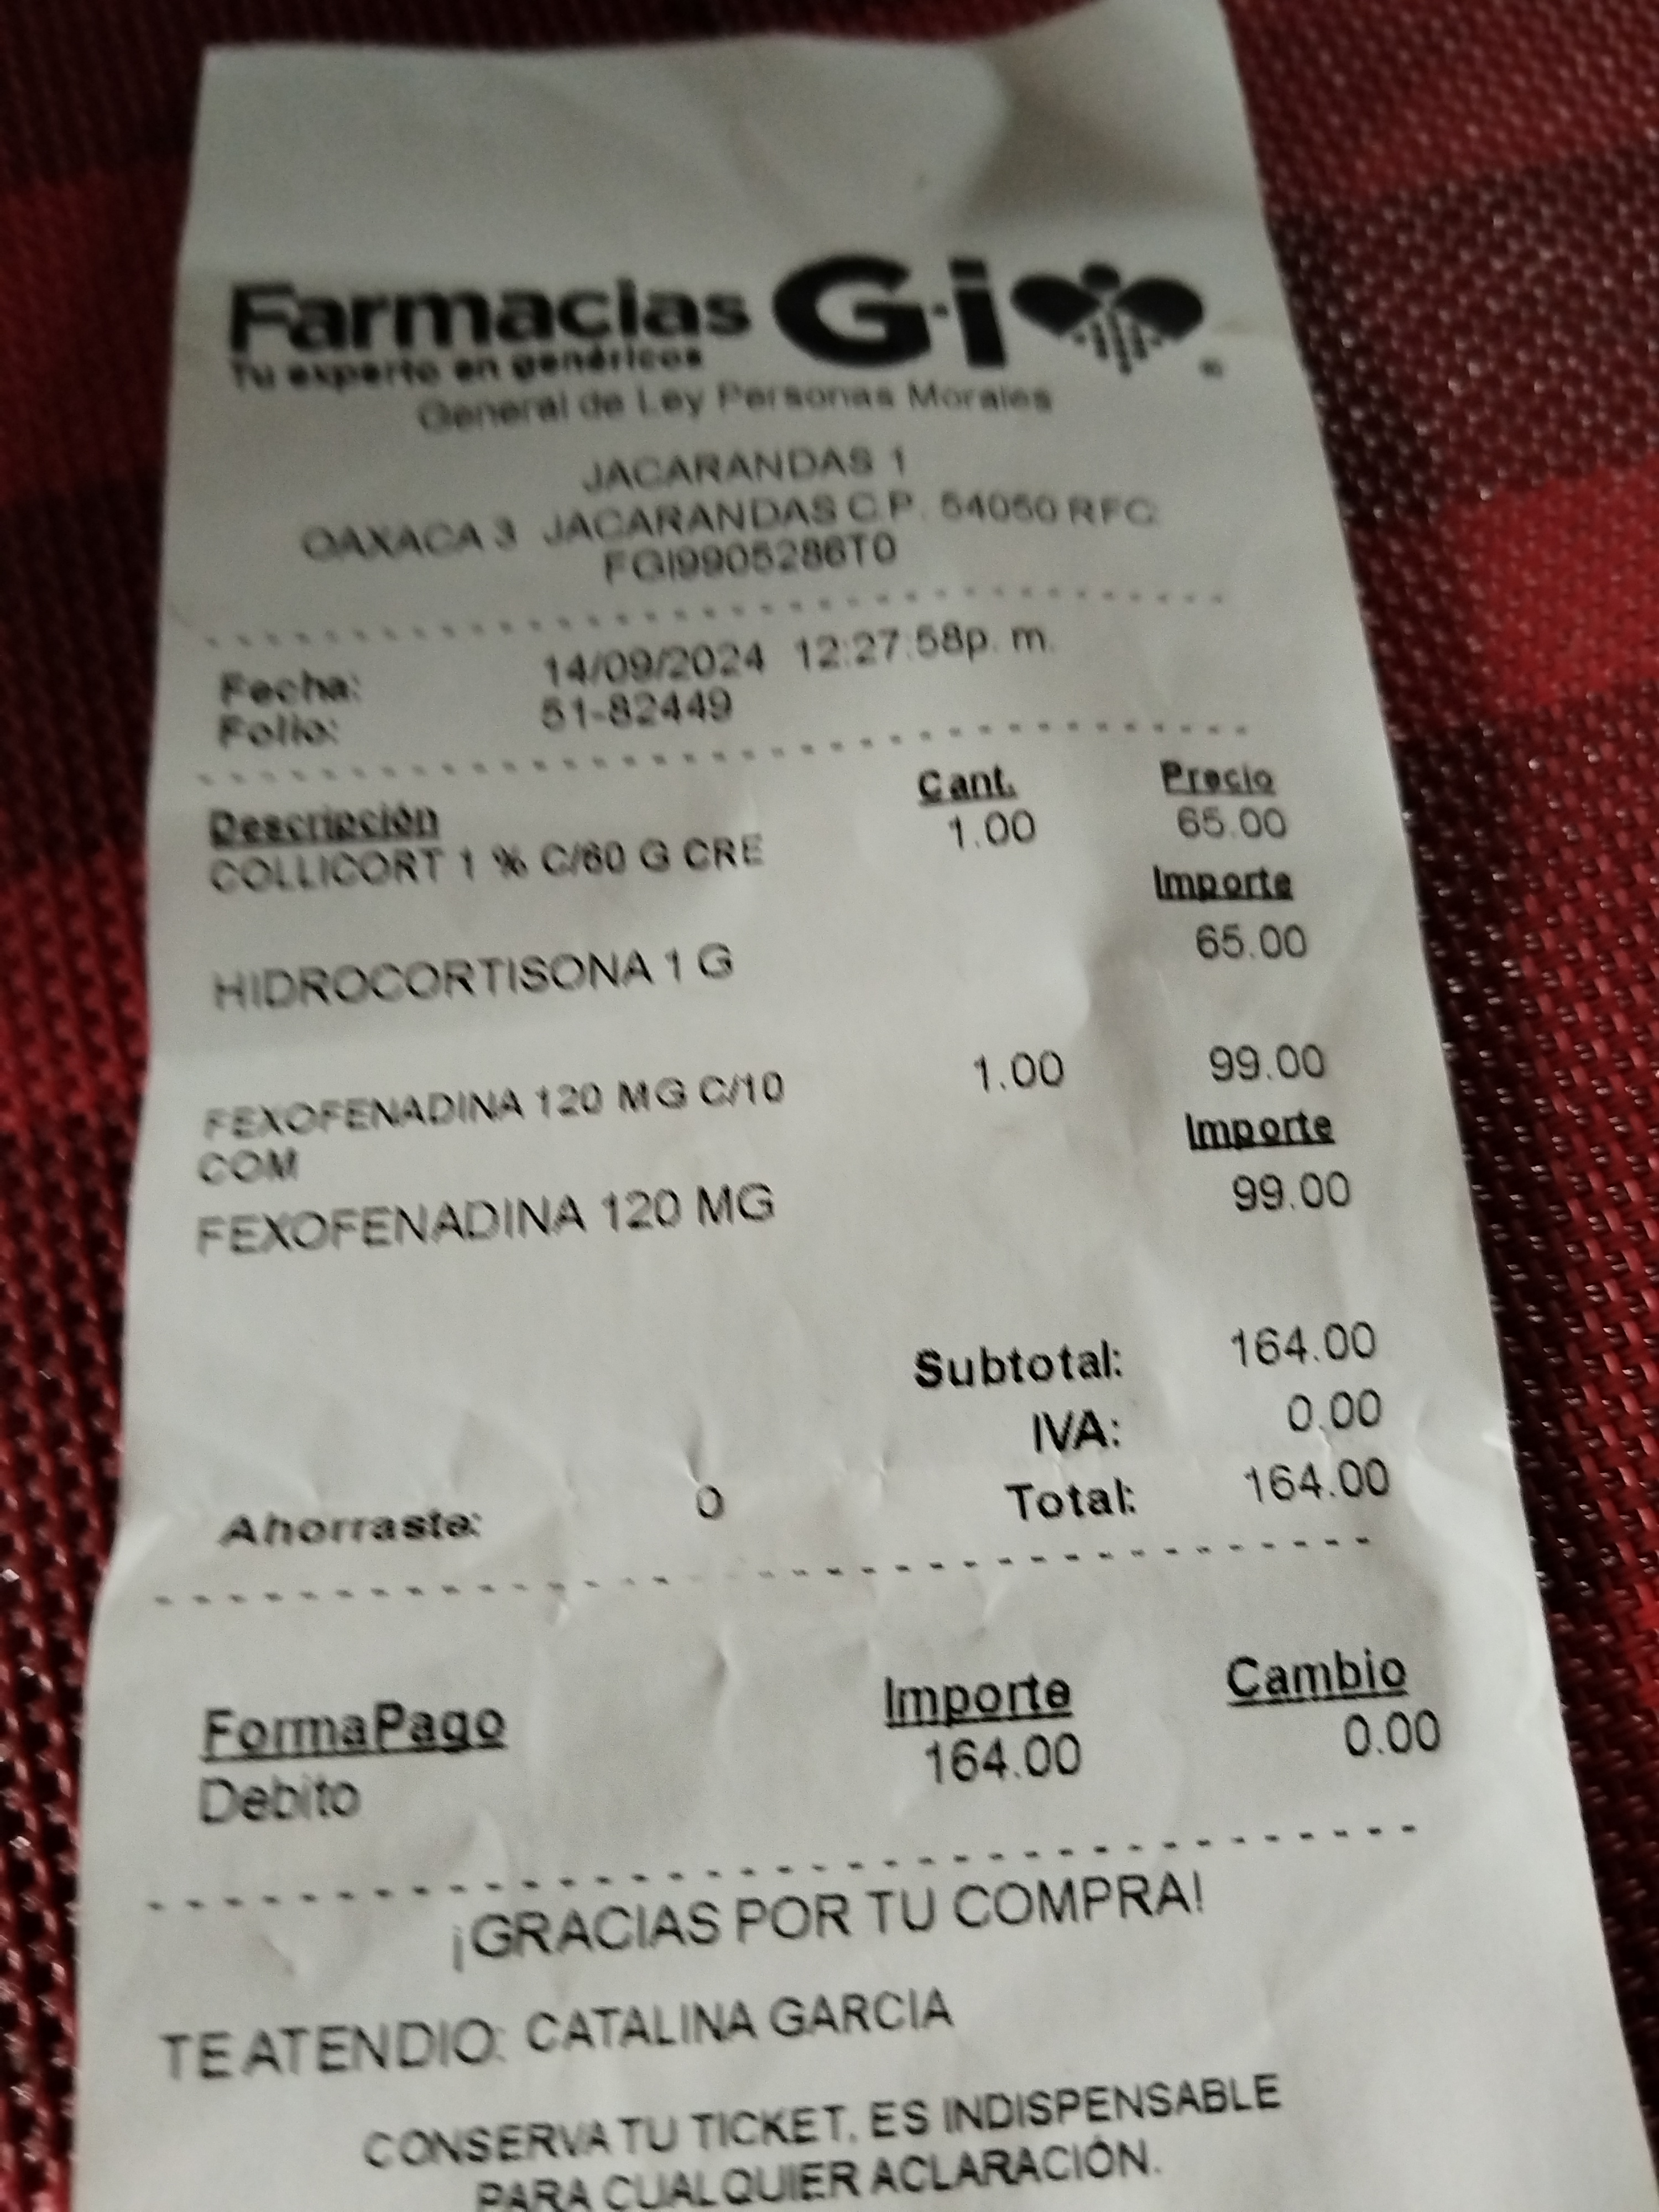 Farmacias G·i
Tu experto en genéricos
General de Ley Personas Morales
JACARANDAS 1
OAXACA 3 JACARANDAS C.P. 54050 RFC:
FGI9905286T0
Fecha: 14/09/2024 12:27:58p. m.
Folio: 51-82449
Descripción Cant. Precio
COLLICORT 1 % C/60 G CRE 1.00 65.00
Importe
HIDROCORTISONA 1 G 65.00
FEXOFENADINA 120 MG C/10 1.00 99.00
COM Importe
FEXOFENADINA 120 MG 99.00
Subtotal: 164.00
IVA: 0.00
Ahorraste: 0 Total: 164.00
FormaPago Importe Cambio
Debito 164.00 0.00
¡GRACIAS POR TU COMPRA!
TE ATENDIO: CATALINA GARCIA
CONSERVA TU TICKET, ES INDISPENSABLE
PARA CUALQUIER ACLARACIÓN.